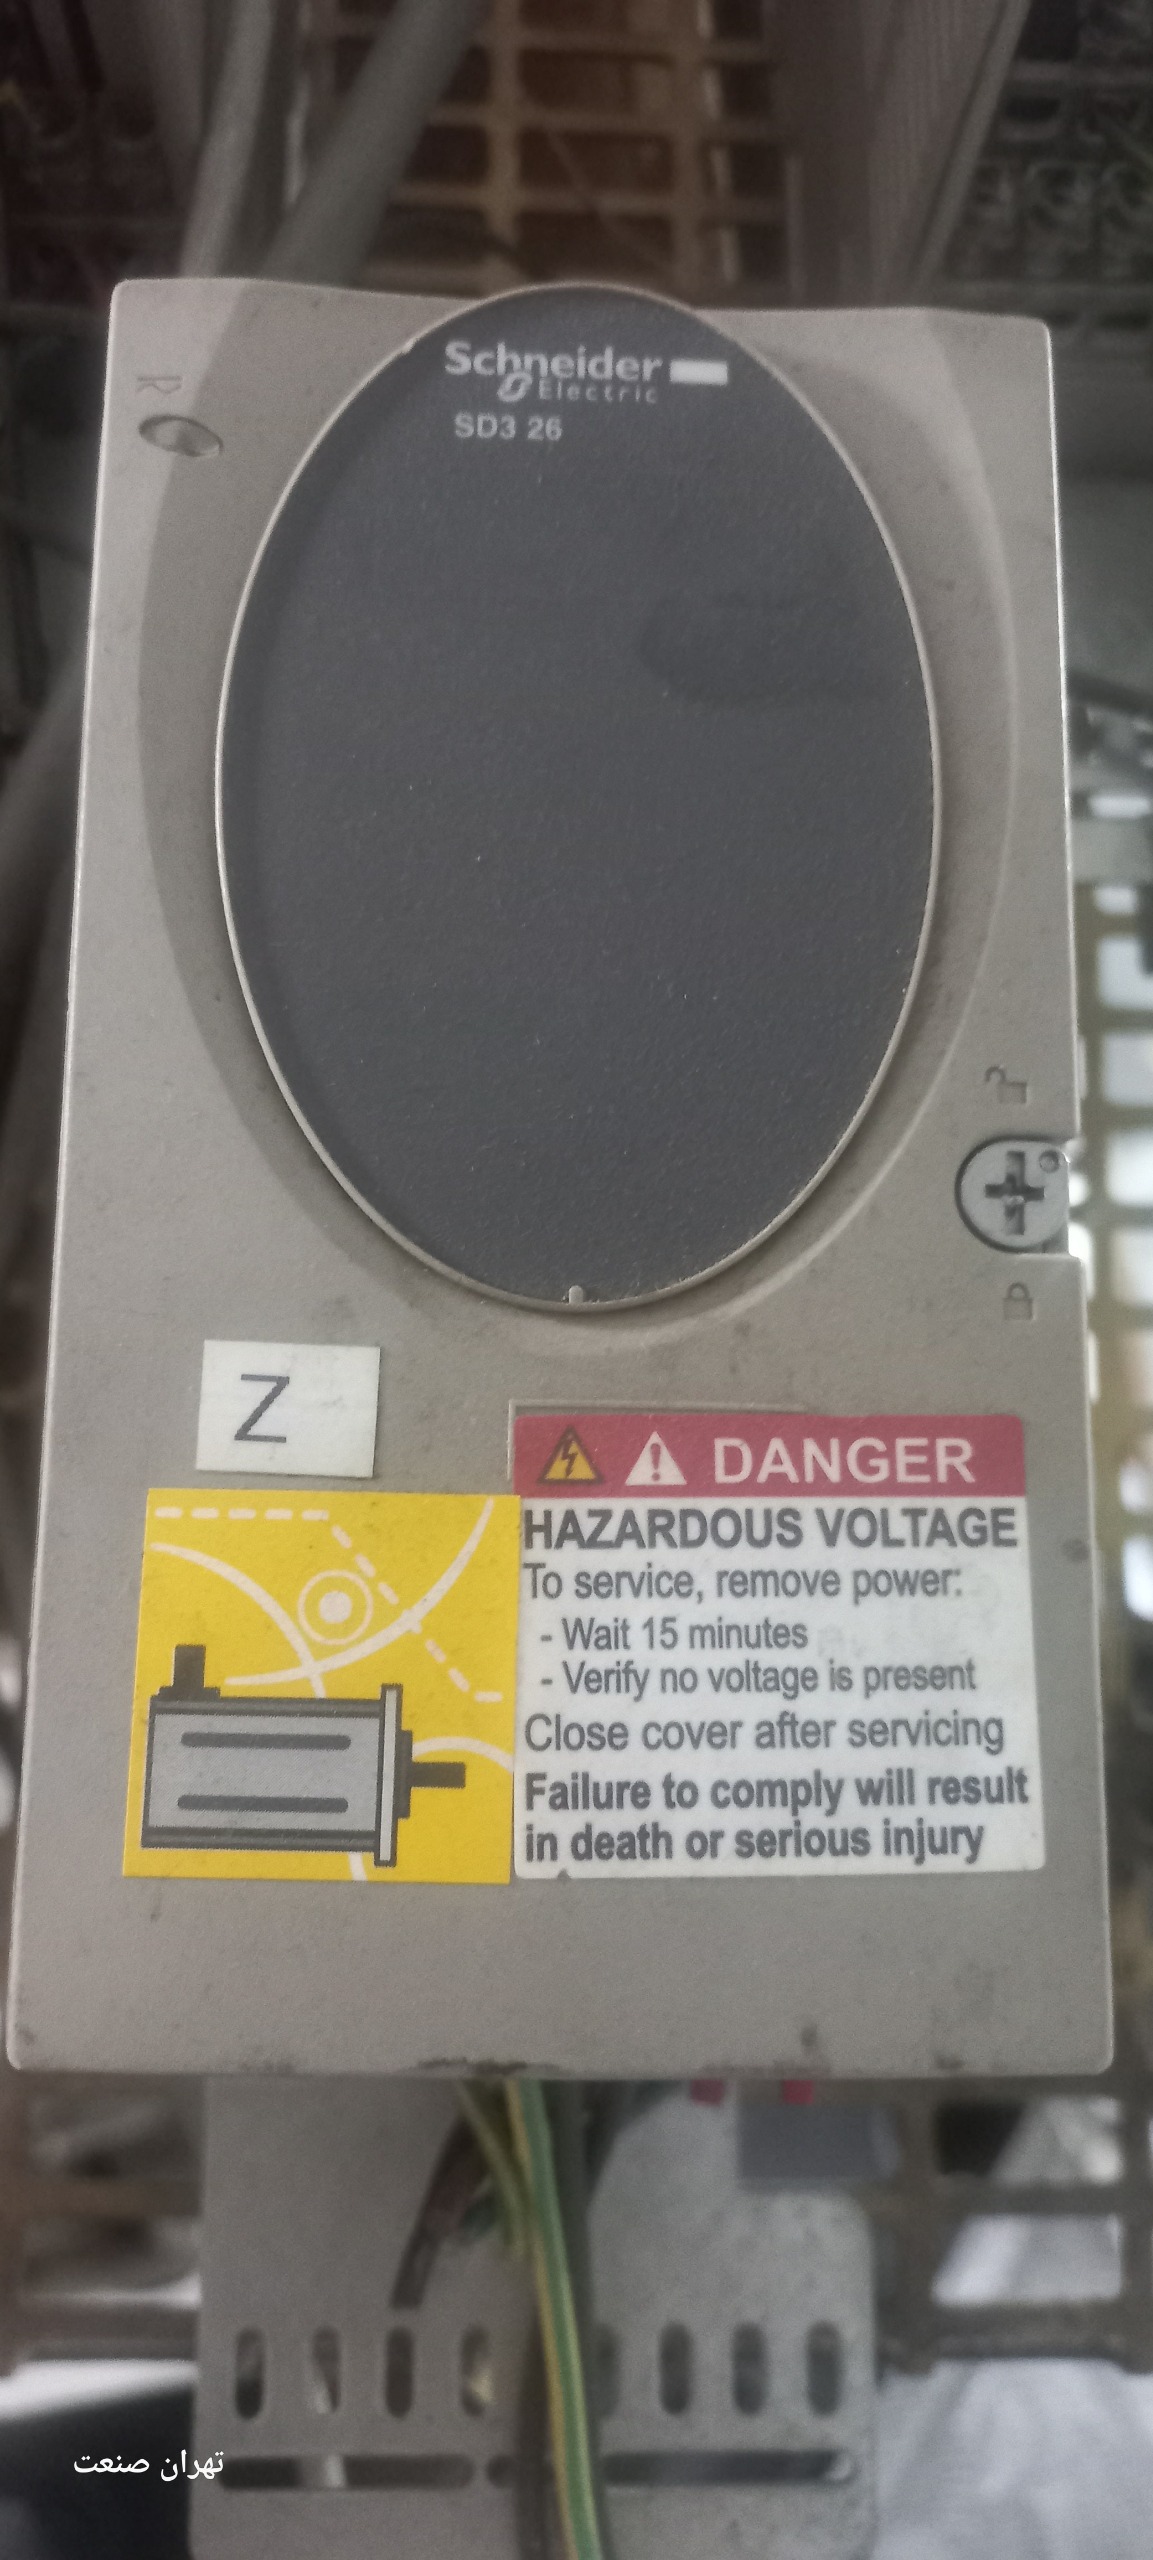 Schneider
Electric
SD3 26
R
Z
DANGER
HAZARDOUS VOLTAGE
To service, remove power:
- Wait 15 minutes
- Verify no voltage is present
Close cover after servicing
Failure to comply will result
in death or serious injury
تهران صنعت